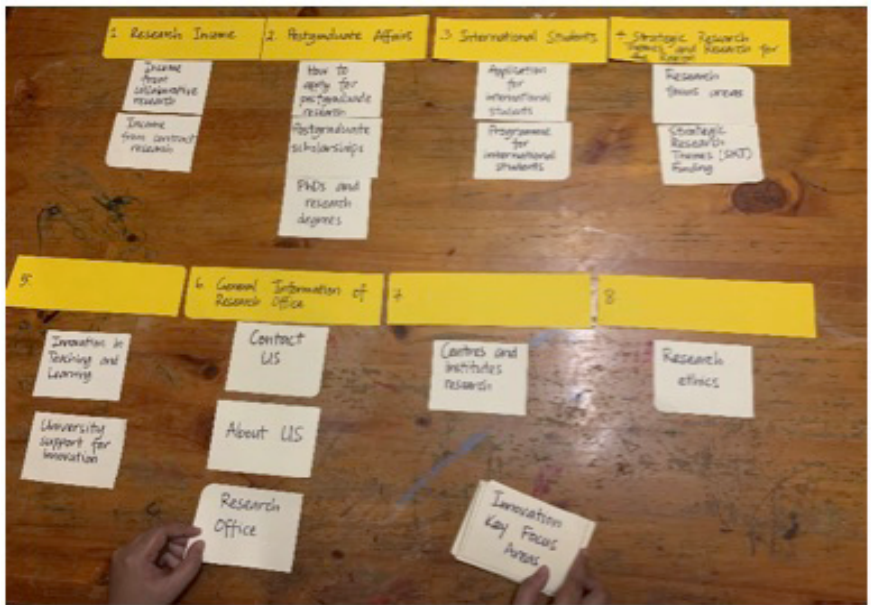 1. Research Income
2. Postgraduate Affairs
3. International Students
4. Strategic Research
Themes and Research for
the Region
Income
from
collaborative
research
Income
from contract
research
How to
apply for
postgraduate
research
Postgraduate
scholarships
PhDs and
research
degrees
Application
for
international
students
Programme
for
international
students
Research
focus areas
Strategic
Research
Themes (SRT)
Funding
5.
6. General Information of
Research Office
7
8
Innovation in
Teaching and
Learning
University
support for
innovation
Contact
US
About US
Research
Office
Centres and
institutes
research
Research
ethics
Innovation
Key Focus
Areas